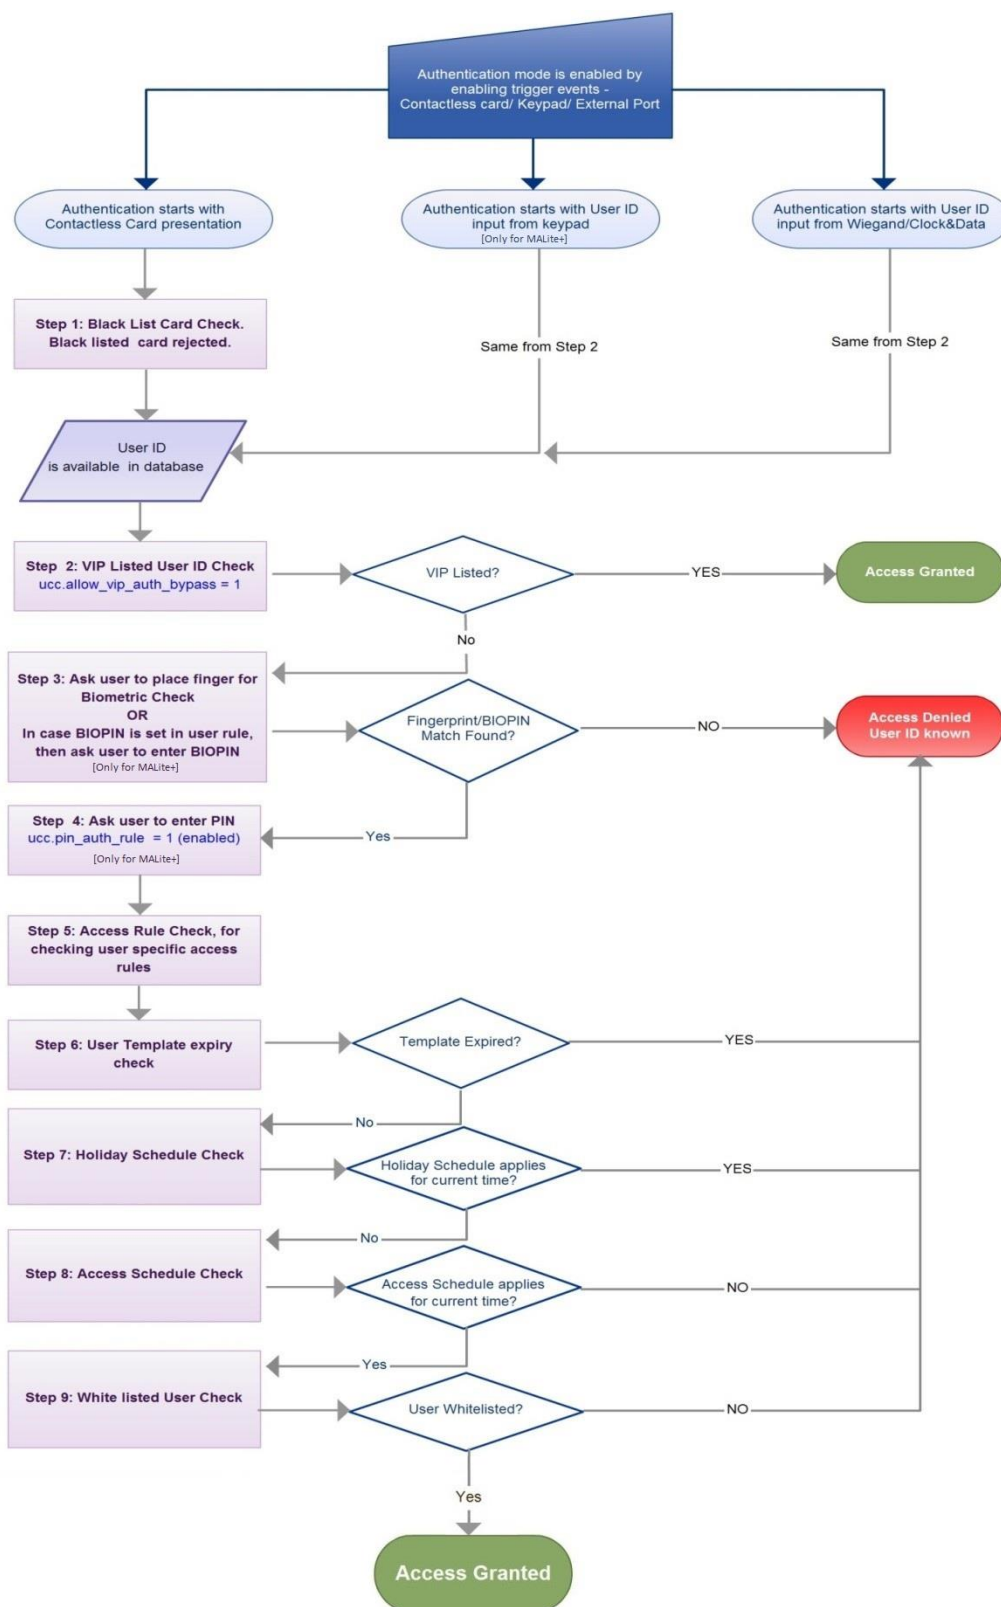 Authentication mode is enabled by
enabling trigger events -
Contactless card/ Keypad/ External Port
Authentication starts with
Contactless Card presentation
Authentication starts with User ID
input from keypad
[Only for MALite+]
Authentication starts with User ID
input from Wiegand/Clock&Data
Step 1: Black List Card Check.
Black listed card rejected.
Same from Step 2
Same from Step 2
User ID
is available in database
Step 2: VIP Listed User ID Check
ucc.allow_vip_auth_bypass = 1
VIP Listed?
YES
Access Granted
No
Step 3: Ask user to place finger for
Biometric Check
OR
In case BIOPIN is set in user rule,
then ask user to enter BIOPIN
[Only for MALite+]
Fingerprint/BIOPIN
Match Found?
NO
Access Denied
User ID known
Step 4: Ask user to enter PIN
ucc.pin_auth_rule = 1 (enabled)
[Only for MALite+]
Yes
Step 5: Access Rule Check, for
checking user specific access
rules
Step 6: User Template expiry
check
Template Expired?
YES
No
Step 7: Holiday Schedule Check
Holiday Schedule applies
for current time?
YES
No
Step 8: Access Schedule Check
Access Schedule applies
for current time?
NO
Yes
Step 9: White listed User Check
User Whitelisted?
NO
Yes
Access Granted